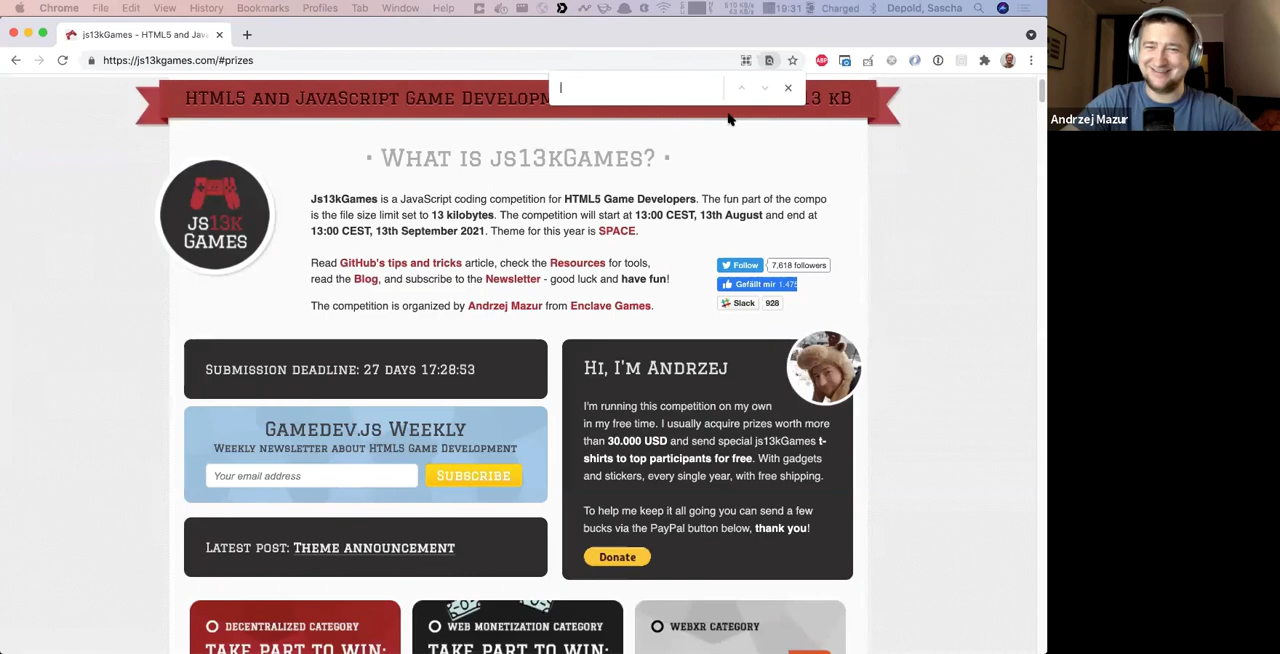 Chrome File Edit View History Bookmarks Profiles Tab Window Help 19:31 Charged Depold, Sascha
js13kGames - HTML5 and Jav
https://js13kgames.com/#prizes
HTML5 and JavaScript Game Develop 13 kB
· What is js13kGames? ·
JS13K
GAMES
Js13kGames is a JavaScript coding competition for HTML5 Game Developers. The fun part of the compo
is the file size limit set to 13 kilobytes. The competition will start at 13:00 CEST, 13th August and end at
13:00 CEST, 13th September 2021. Theme for this year is SPACE.
Read GitHub's tips and tricks article, check the Resources for tools,
read the Blog, and subscribe to the Newsletter - good luck and have fun!
The competition is organized by Andrzej Mazur from Enclave Games.
Follow 7,618 followers
Gefällt mir 1.475
Slack 928
Submission deadline: 27 days 17:28:53
Gamedev.js Weekly
Weekly newsletter about HTML5 Game Development
Your email address Subscribe
Latest post: Theme announcement
Hi, I'm Andrzej
I'm running this competition on my own
in my free time. I usually acquire prizes worth more
than 30.000 USD and send special js13kGames t-
shirts to top participants for free. With gadgets
and stickers, every single year, with free shipping.
To help me keep it all going you can send a few
bucks via the PayPal button below, thank you!
Donate
Decentralized category
Take part to win:
Web Monetization category
Take part to win:
WebXR category
Andrzej Mazur